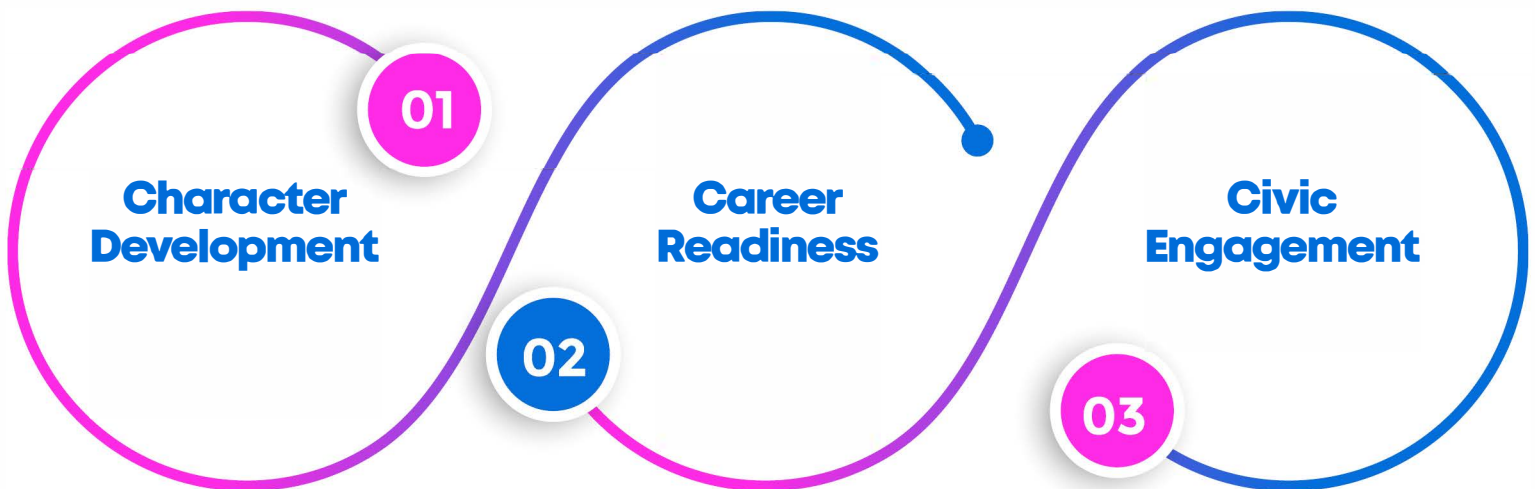 01
Character
Development
02
Career
Readiness
03
Civic
Engagement